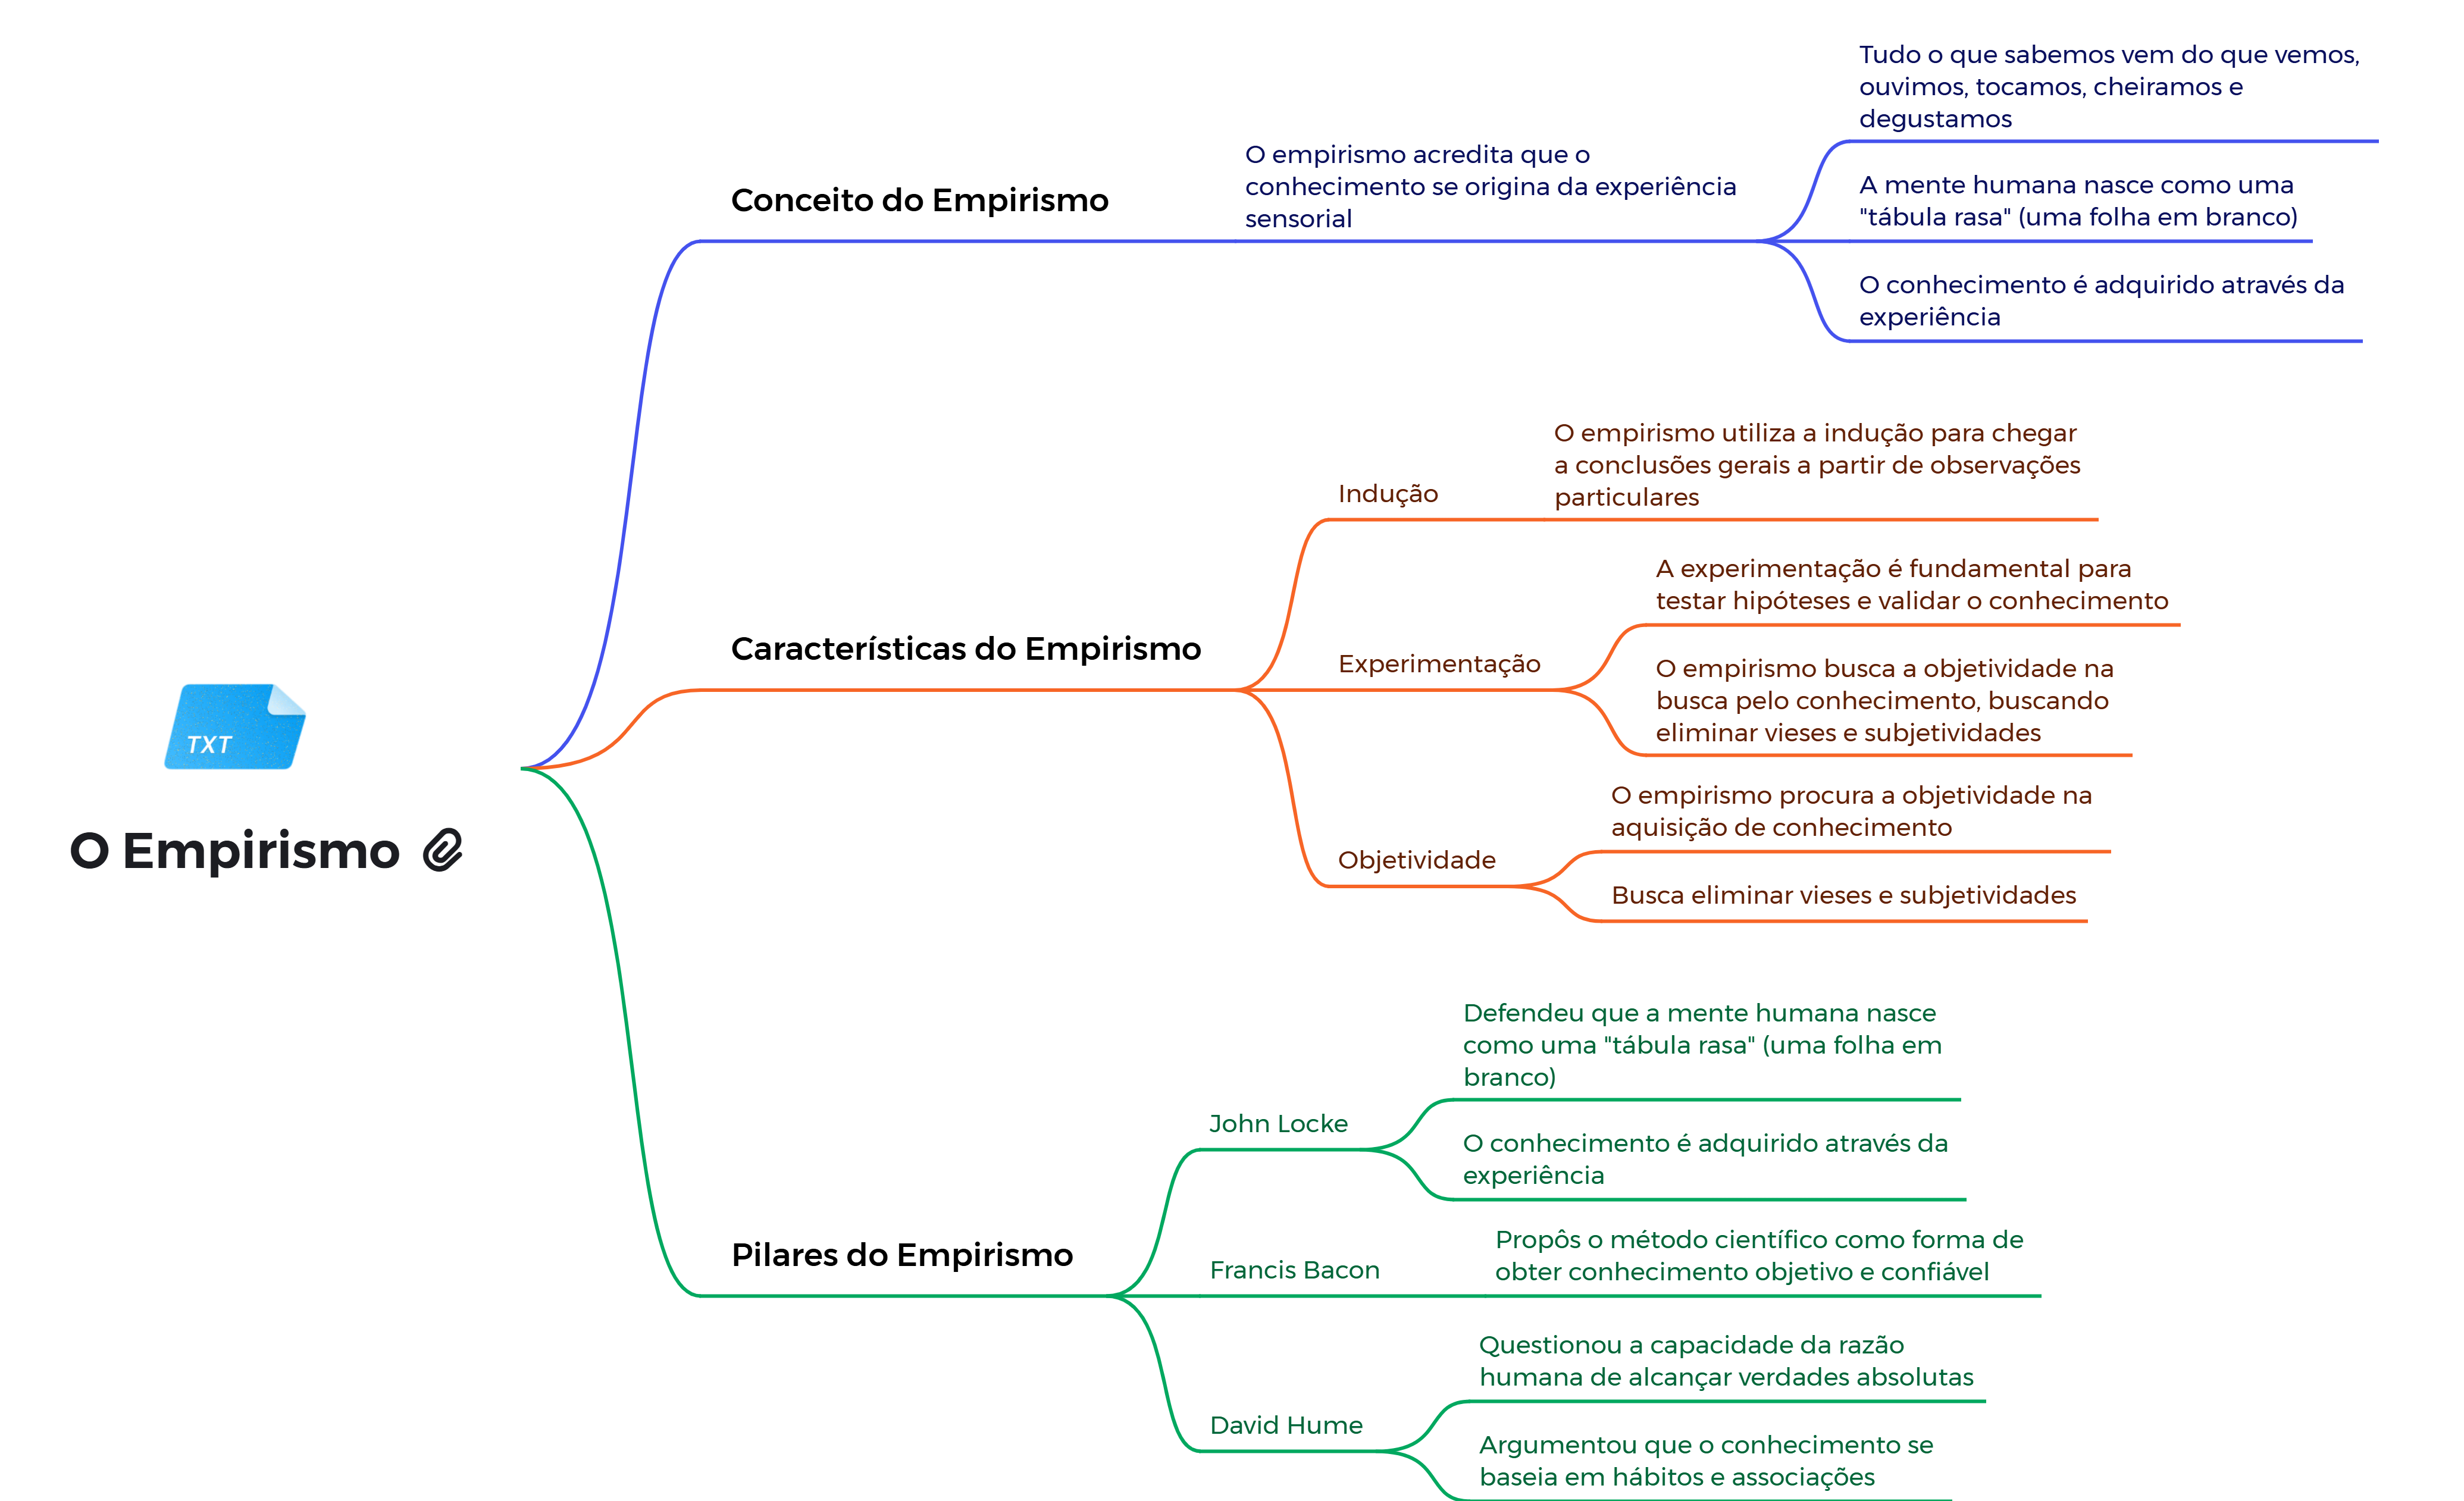 Tudo o que sabemos vem do que vemos,
ouvimos, tocamos, cheiramos e
degustamos
O empirismo acredita que o
conhecimento se origina da experiência
sensorial
Conceito do Empirismo
A mente humana nasce como uma
"tábula rasa" (uma folha em branco)
O conhecimento é adquirido através da
experiência
O empirismo utiliza a indução para chegar
a conclusões gerais a partir de observações
particulares
Indução
A experimentação é fundamental para
testar hipóteses e validar o conhecimento
Características do Empirismo
Experimentação
O empirismo busca a objetividade na
busca pelo conhecimento, buscando
eliminar vieses e subjetividades
TXT
O Empirismo
O empirismo procura a objetividade na
aquisição de conhecimento
Objetividade
Busca eliminar vieses e subjetividades
Defendeu que a mente humana nasce
como uma "tábula rasa" (uma folha em
branco)
John Locke
O conhecimento é adquirido através da
experiência
Pilares do Empirismo
Francis Bacon
Propôs o método científico como forma de
obter conhecimento objetivo e confiável
Questionou a capacidade da razão
humana de alcançar verdades absolutas
David Hume
Argumentou que o conhecimento se
baseia em hábitos e associações